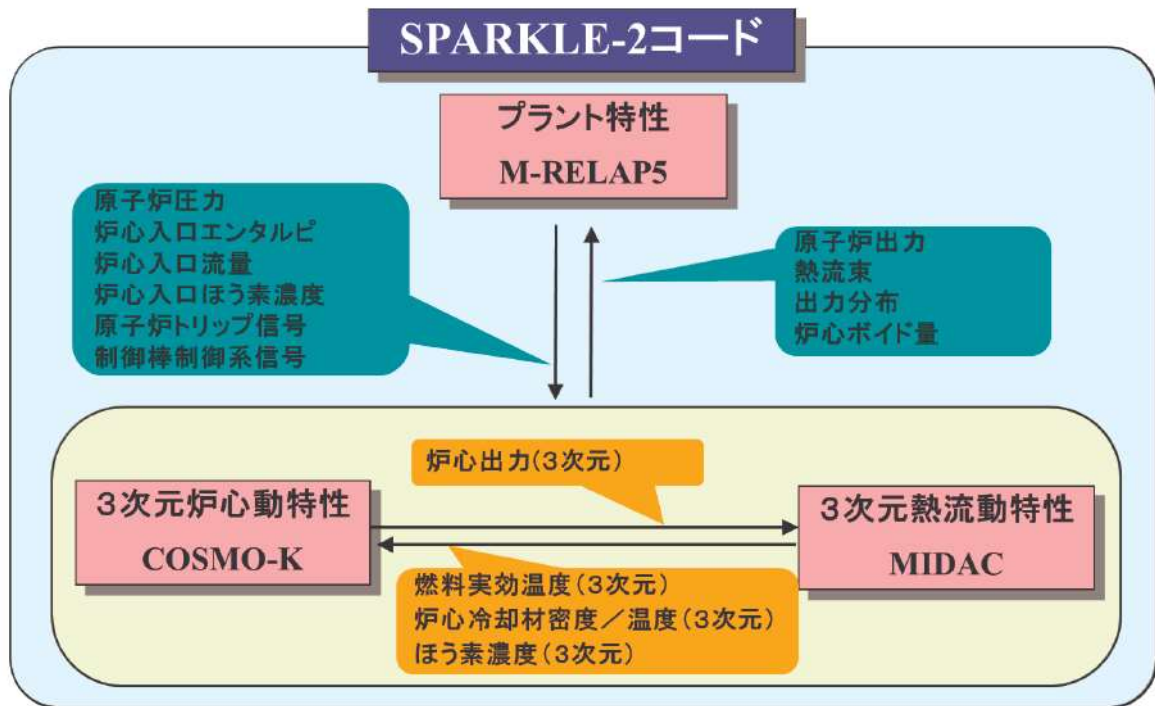 SPARKLE-2コード
プラント特性
M-RELAP5
原子炉圧力
炉心入口エンタルピ
炉心入口流量
炉心入口ほう素濃度
原子炉トリップ信号
制御棒制御系信号
原子炉出力
熱流束
出力分布
炉心ボイド量
炉心出力(3次元)
3次元炉心動特性
COSMO-K
3次元熱流動特性
MIDAC
燃料実効温度(3次元)
炉心冷却材密度／温度(3次元)
ほう素濃度(3次元)